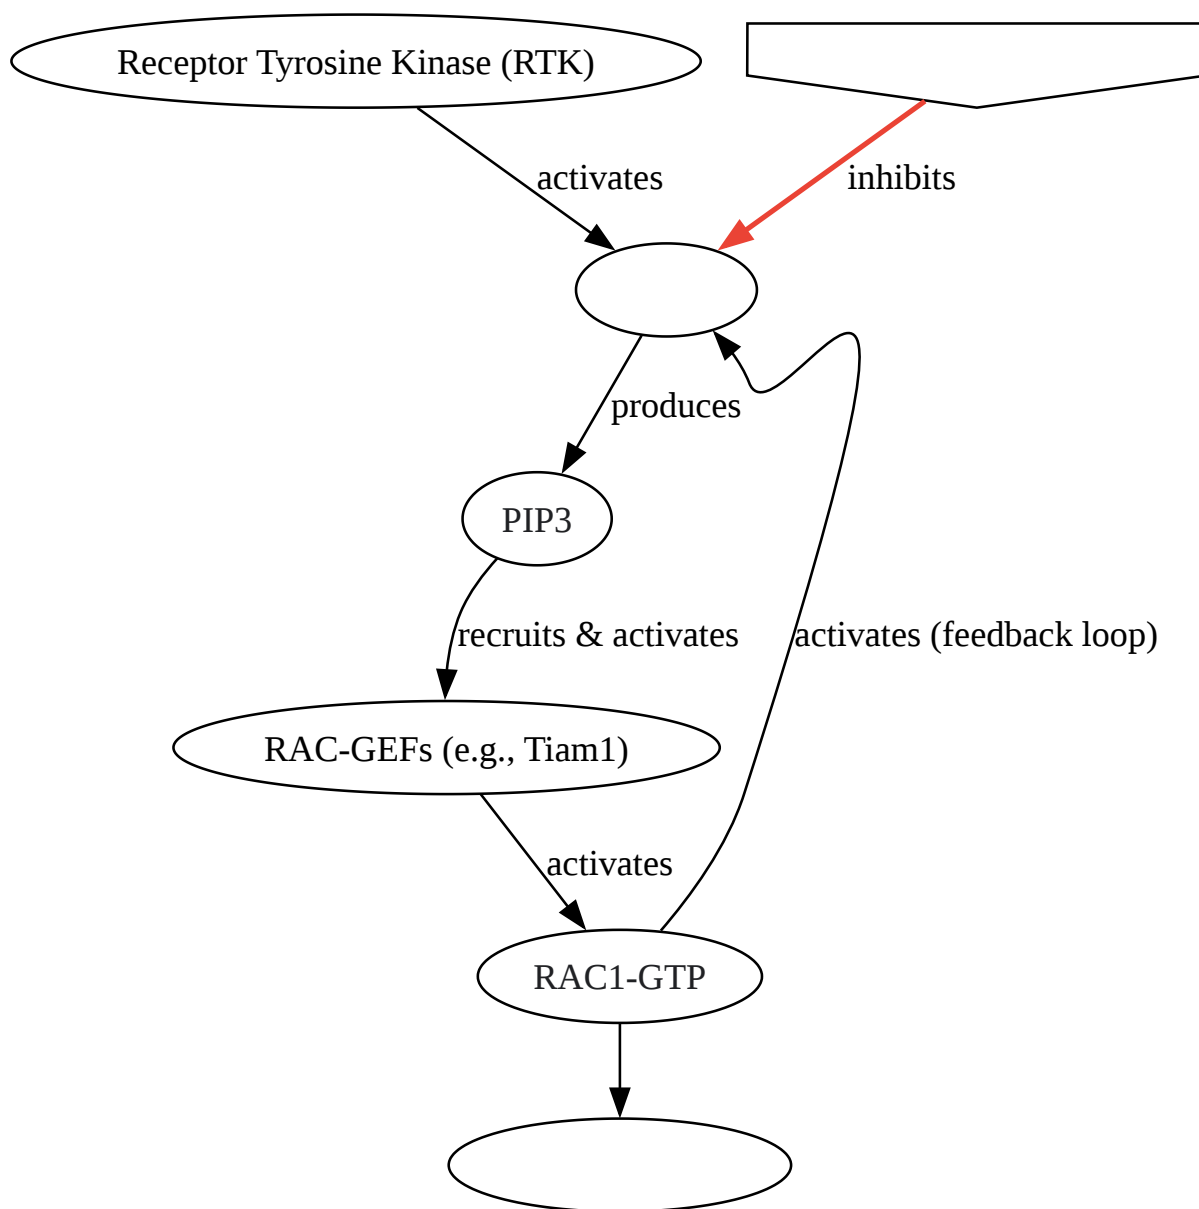 Receptor Tyrosine Kinase (RTK)
activates
inhibits
produces
PIP3
recruits & activates
activates (feedback loop)
RAC-GEFs (e.g., Tiam1)
activates
RAC1-GTP